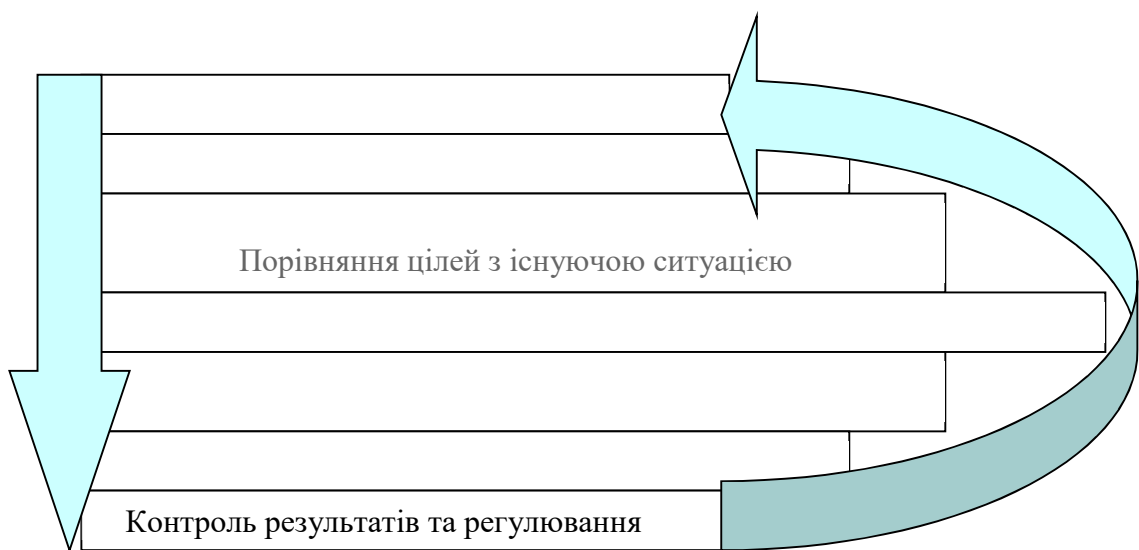 Порівняння цілей з існуючою ситуацією
Контроль результатів та регулювання